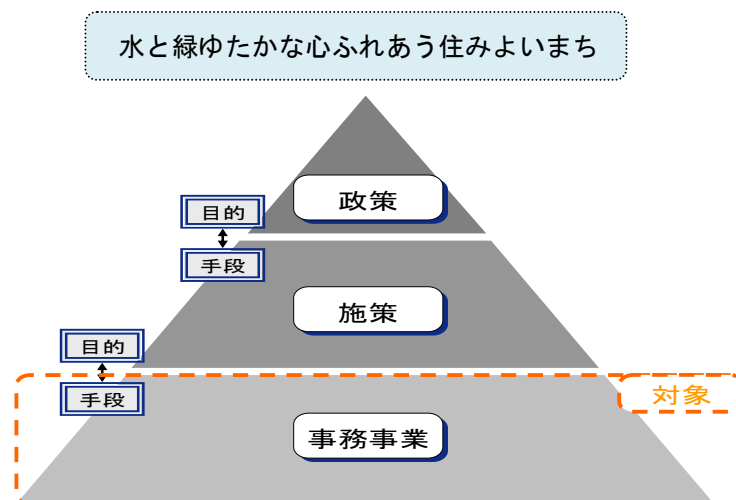 水と緑ゆたかな心ふれあう住みよいまち
政策
目的
手段
施策
目的
手段
対象
事務事業